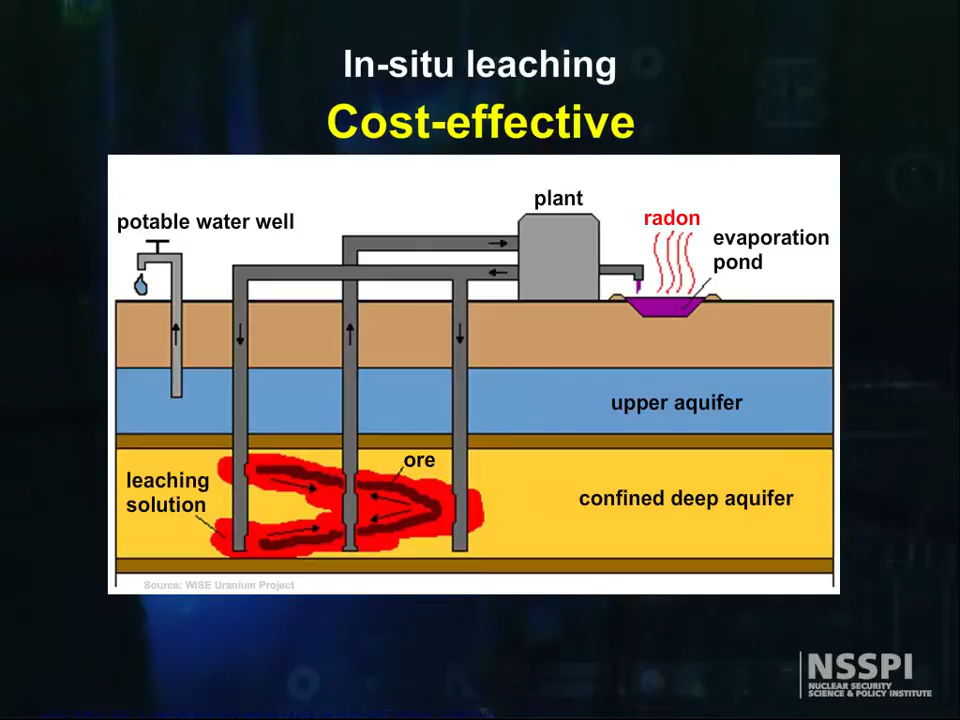 In-situ leaching
Cost-effective
plant
potable water well
radon
evaporation
pond
upper aquifer
ore
leaching
solution
confined deep aquifer
Source: WISE Uranium Project
NSSPI
NUCLEAR SECURITY
SCIENCE & POLICY INSTITUTE